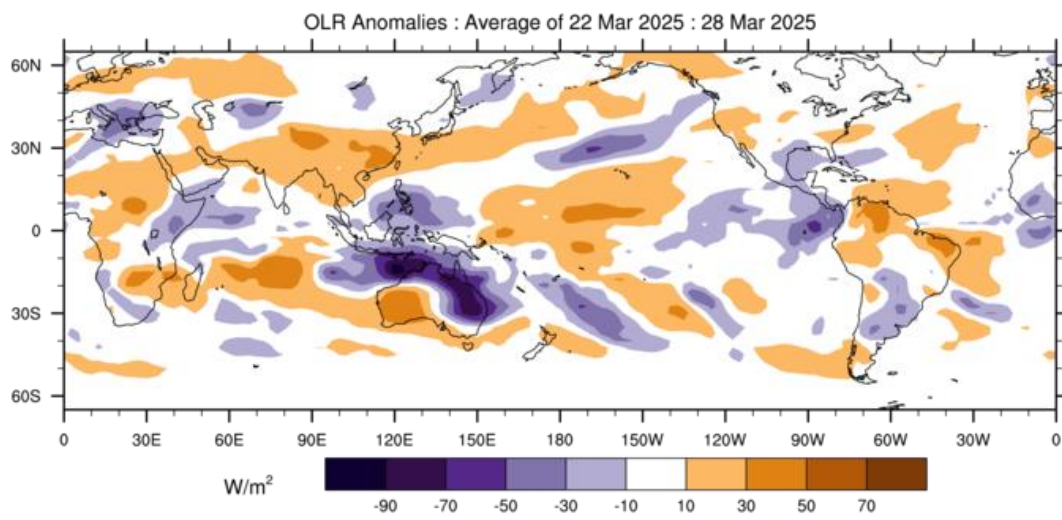 OLR Anomalies : Average of 22 Mar 2025 : 28 Mar 2025
60N
30N
0
30S
60S
0 30E 60E 90E 120E 150E 180 150W 120W 90W 60W 30W 0
W/m²
-90 -70 -50 -30 -10 10 30 50 70